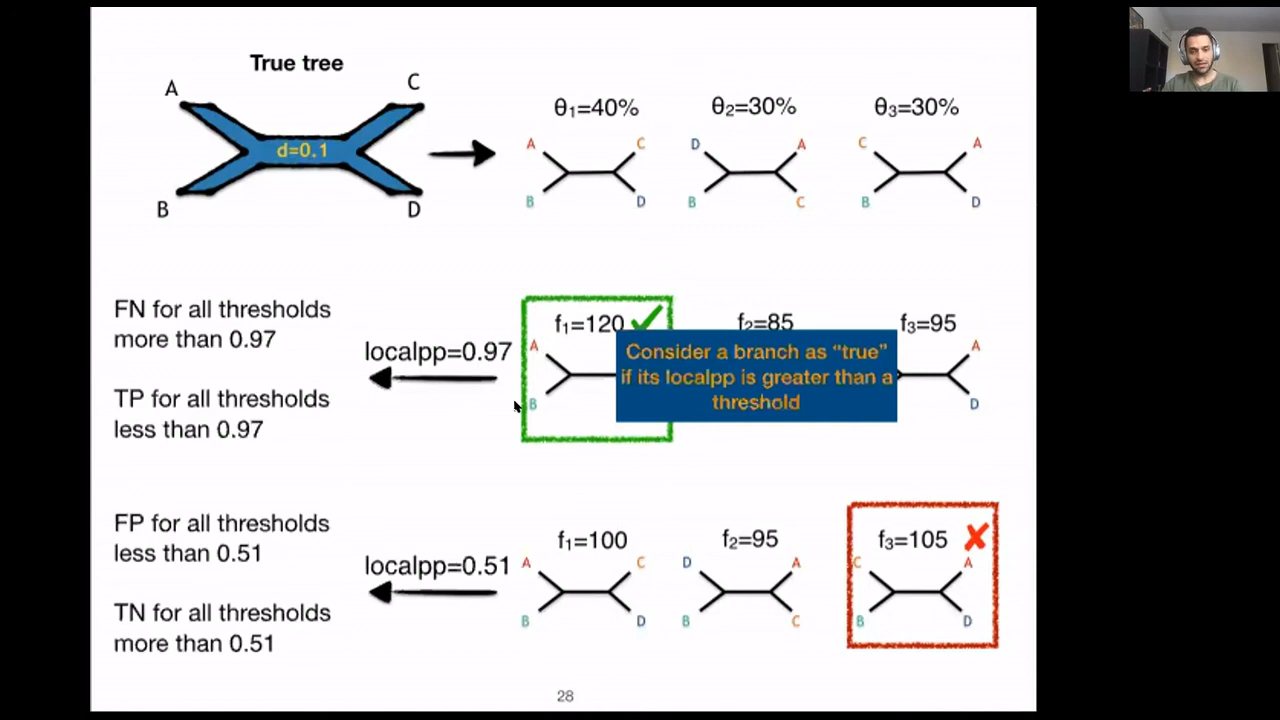 True tree
A
C
B
D
d=0.1
θ1=40%
θ2=30%
θ3=30%
A
C
B
D
D
A
B
C
C
A
B
D
FN for all thresholds
more than 0.97
TP for all thresholds
less than 0.97
localpp=0.97
f1=120
f2=85
f3=95
A
B
A
D
Consider a branch as “true”
if its localpp is greater than a
threshold
FP for all thresholds
less than 0.51
TN for all thresholds
more than 0.51
localpp=0.51
f1=100
f2=95
f3=105
A
C
B
D
D
A
B
C
C
A
B
D
28